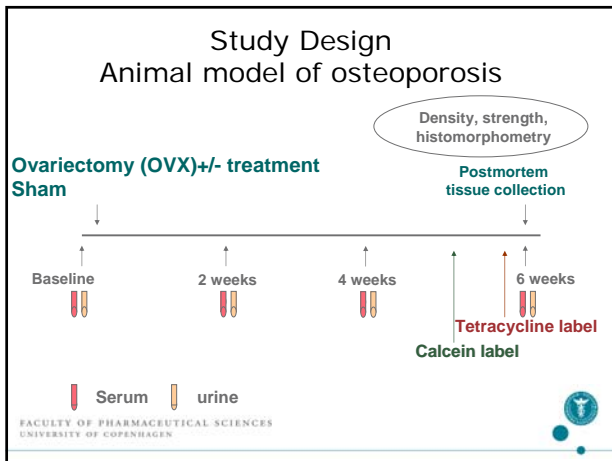 Study Design
Animal model of osteoporosis
Density, strength,
histomorphometry
Ovariectomy (OVX)+/- treatment
Sham
Postmortem
tissue collection
Baseline
2 weeks
4 weeks
6 weeks
Tetracycline label
Calcein label
Serum
urine
FACULTY OF PHARMACEUTICAL SCIENCES
UNIVERSITY OF COPENHAGEN